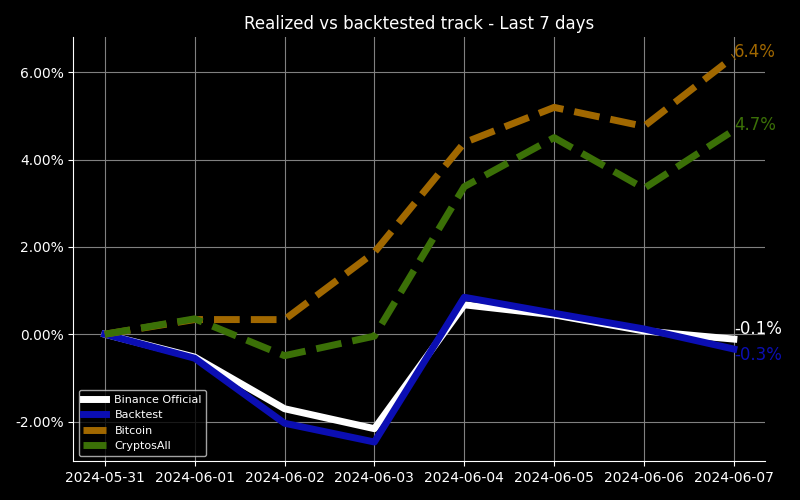 Realized vs backtested track - Last 7 days
6.4%
6.00%
4.7%
4.00%
2.00%
0.00%
-0.1%
-0.3%
-2.00%
Binance Official
Backtest
Bitcoin
CryptosAll
2024-05-31 2024-06-01 2024-06-02 2024-06-03 2024-06-04 2024-06-05 2024-06-06 2024-06-07